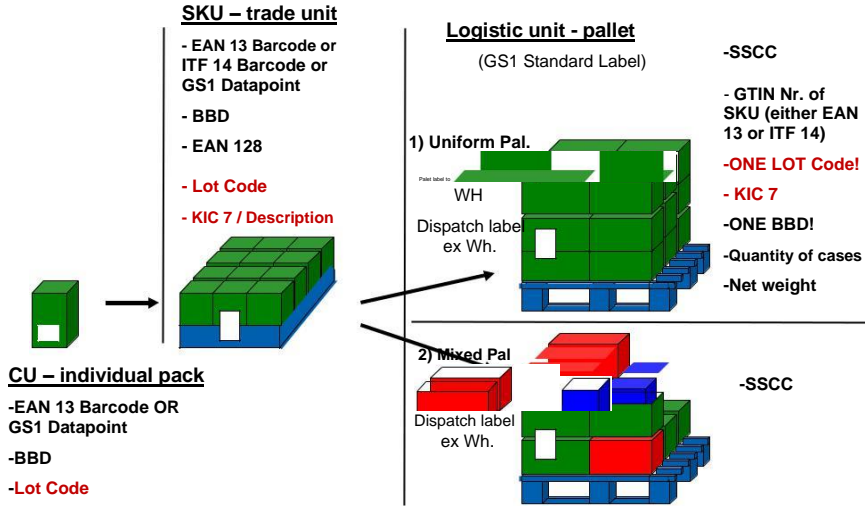 SKU – trade unit
- EAN 13 Barcode or
ITF 14 Barcode or
GS1 Datapoint
- BBD
- EAN 128
- Lot Code
- KIC 7 / Description
CU – individual pack
-EAN 13 Barcode OR
GS1 Datapoint
-BBD
-Lot Code
Logistic unit - pallet
(GS1 Standard Label)
1) Uniform Pal.
Palet label to
WH
Dispatch label
ex Wh.
-SSCC
- GTIN Nr. of
SKU (either EAN
13 or ITF 14)
-ONE LOT Code!
- KIC 7
-ONE BBD!
-Quantity of cases
-Net weight
2) Mixed Pal
Dispatch label
ex Wh.
-SSCC